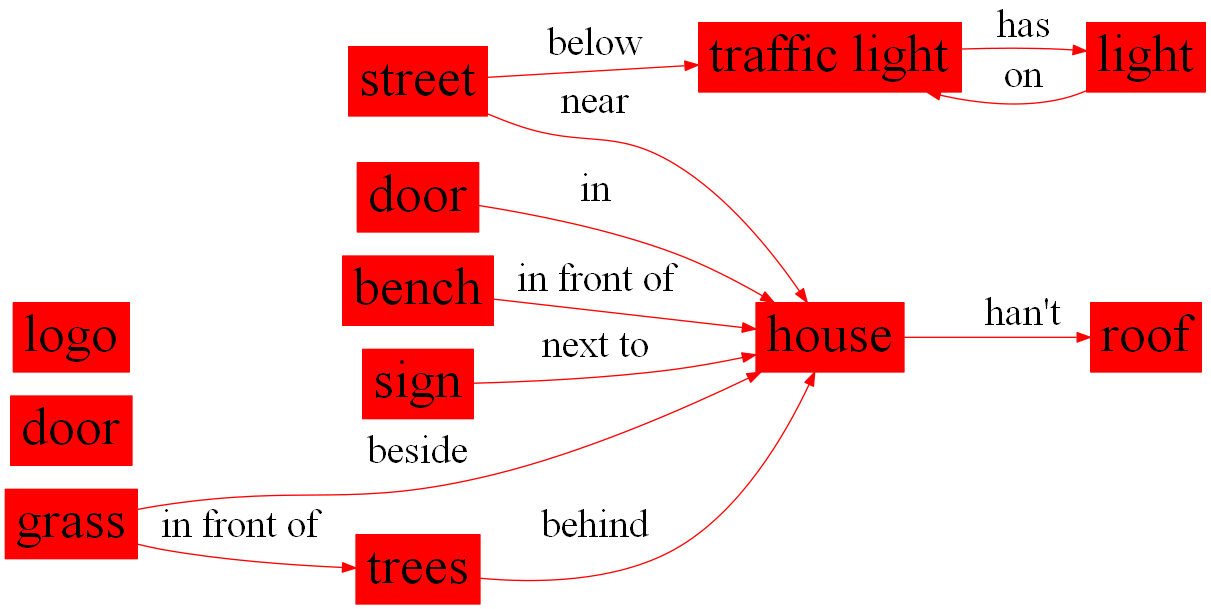 street
below
traffic light
has
light
on
near
door
in
bench
in front of
house
han't
roof
logo
sign
next to
door
beside
grass
in front of
trees
behind